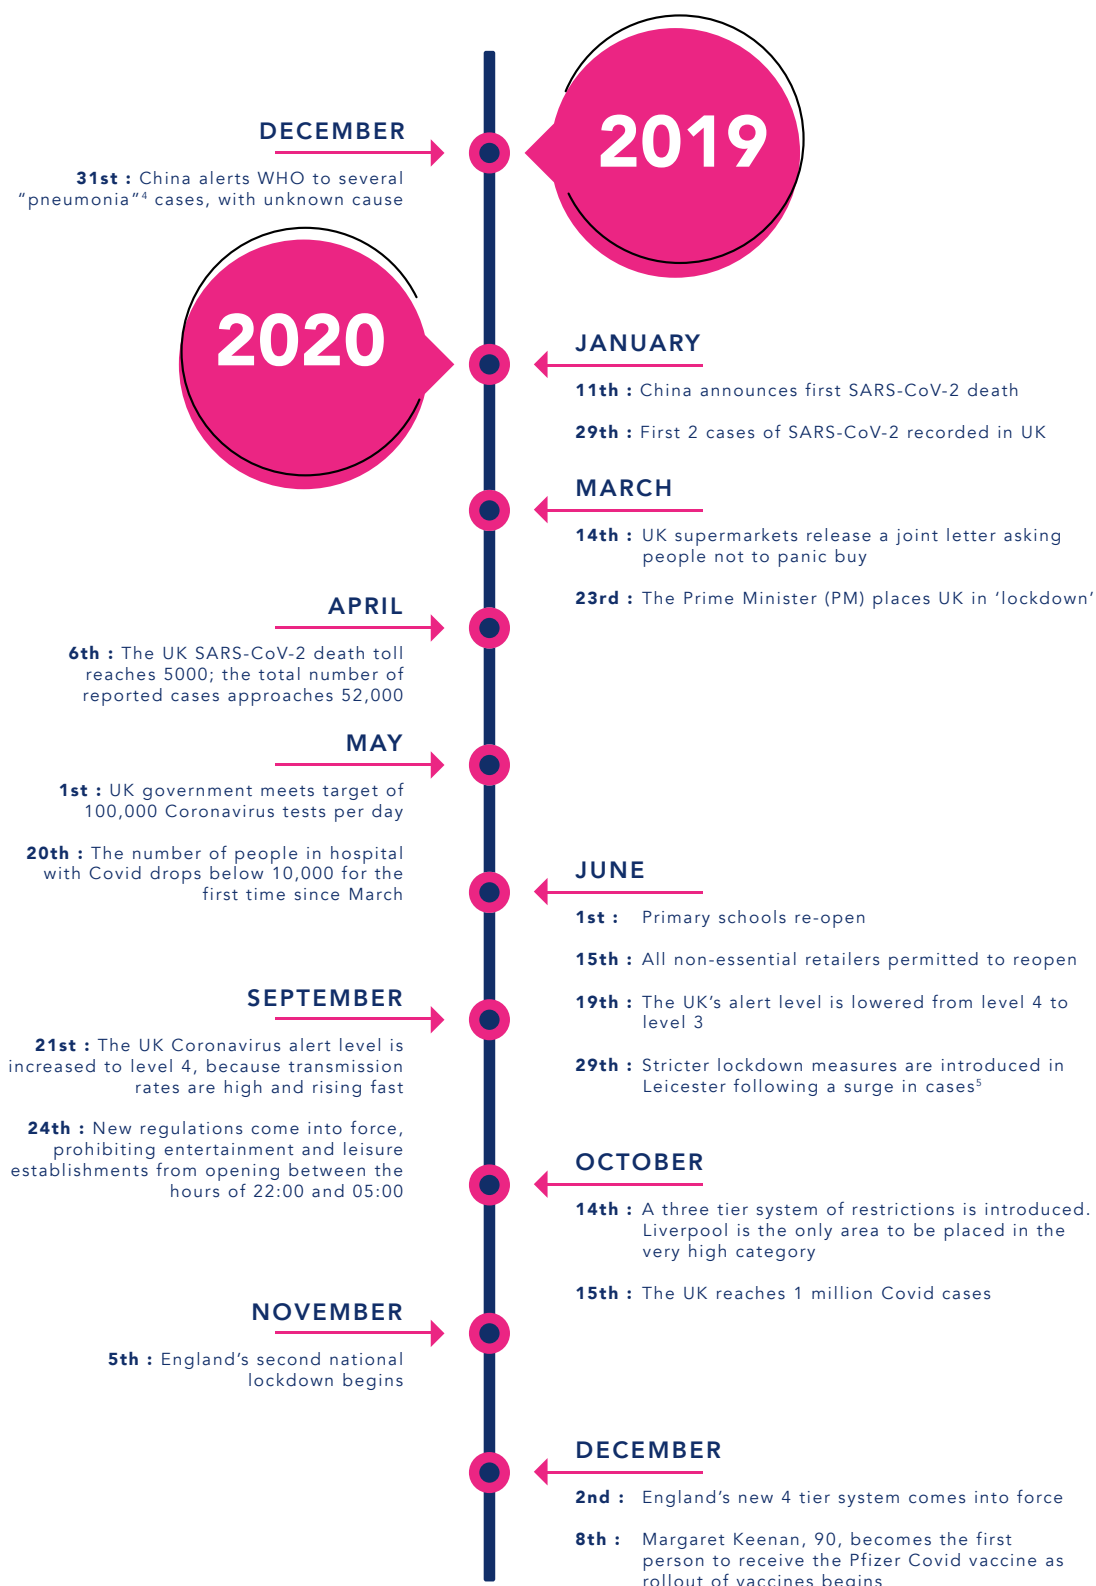 2019
DECEMBER
31st : China alerts WHO to several
“pneumonia”⁴ cases, with unknown cause
2020
JANUARY
11th : China announces first SARS-CoV-2 death
29th : First 2 cases of SARS-CoV-2 recorded in UK
MARCH
14th : UK supermarkets release a joint letter asking
people not to panic buy
23rd : The Prime Minister (PM) places UK in ‘lockdown’
APRIL
6th : The UK SARS-CoV-2 death toll
reaches 5000; the total number of
reported cases approaches 52,000
MAY
1st : UK government meets target of
100,000 Coronavirus tests per day
20th : The number of people in hospital
with Covid drops below 10,000 for the
first time since March
JUNE
1st : Primary schools re-open
15th : All non-essential retailers permitted to reopen
19th : The UK’s alert level is lowered from level 4 to
level 3
29th : Stricter lockdown measures are introduced in
Leicester following a surge in cases⁵
SEPTEMBER
21st : The UK Coronavirus alert level is
increased to level 4, because transmission
rates are high and rising fast
24th : New regulations come into force,
prohibiting entertainment and leisure
establishments from opening between the
hours of 22:00 and 05:00
OCTOBER
14th : A three tier system of restrictions is introduced.
Liverpool is the only area to be placed in the
very high category
15th : The UK reaches 1 million Covid cases
NOVEMBER
5th : England’s second national
lockdown begins
DECEMBER
2nd : England’s new 4 tier system comes into force
8th : Margaret Keenan, 90, becomes the first
person to receive the Pfizer Covid vaccine as
rollout of vaccines begins